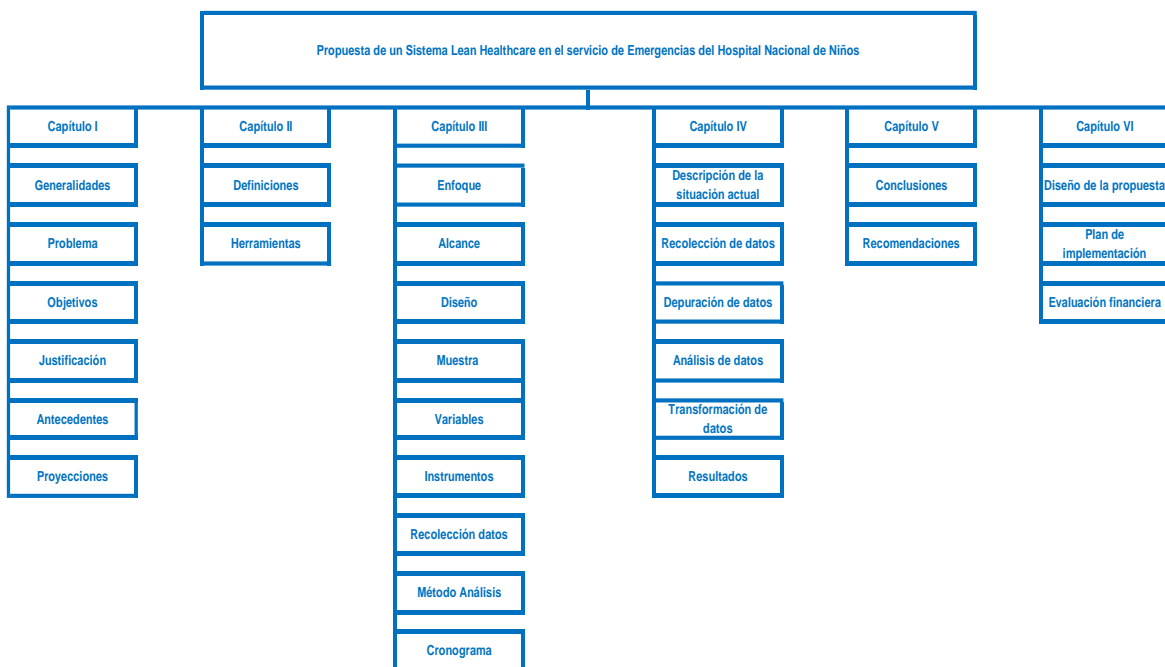 Propuesta de un Sistema Lean Healthcare en el servicio de Emergencias del Hospital Nacional de Niños
Capítulo I
Generalidades
Problema
Objetivos
Justificación
Antecedentes
Proyecciones
Capítulo II
Definiciones
Herramientas
Capítulo III
Enfoque
Alcance
Diseño
Muestra
Variables
Instrumentos
Recolección datos
Método Análisis
Cronograma
Capítulo IV
Descripción de la
situación actual
Recolección de datos
Depuración de datos
Análisis de datos
Transformación de
datos
Resultados
Capítulo V
Conclusiones
Recomendaciones
Capítulo VI
Diseño de la propuesta
Plan de
implementación
Evaluación financiera